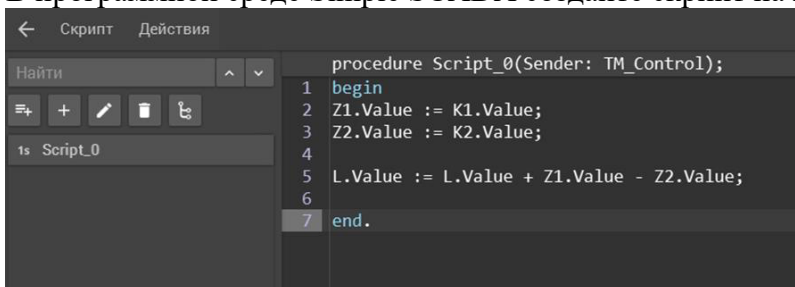 Скрипт Действия
Найти
1s Script_0
procedure Script_0(Sender: TM_Control);
1 begin
2 Z1.Value := K1.Value;
3 Z2.Value := K2.Value;
4
5 L.Value := L.Value + Z1.Value - Z2.Value;
6
7 end.